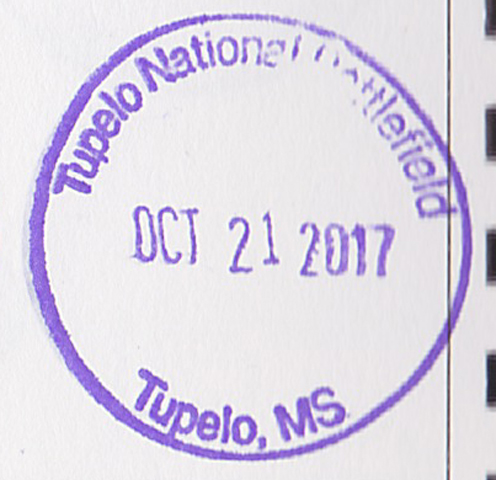 Tupelo National Battlefield
OCT 21 2017
Tupelo, MS